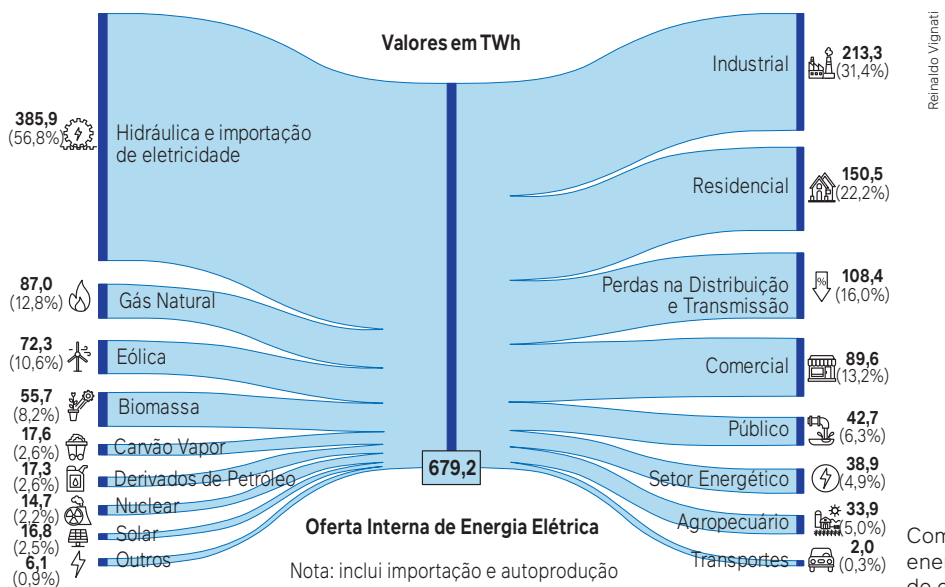 Valores em TWh
385,9
(56,8%)
Hidráulica e importação
de eletricidade
87,0
(12,8%)
Gás Natural
72,3
(10,6%)
Eólica
55,7
(8,2%)
Biomassa
17,6
(2,6%)
Carvão Vapor
17,3
(2,6%)
Derivados de Petróleo
14,7
(2,2%)
Nuclear
16,8
(2,5%)
Solar
6,1
(0,9%)
Outros
679,2
Oferta Interna de Energia Elétrica
Nota: inclui importação e autoprodução
Industrial
213,3
(31,4%)
Residencial
150,5
(22,2%)
Perdas na Distribuição
e Transmissão
%
108,4
(16,0%)
Comercial
89,6
(13,2%)
Público
42,7
(6,3%)
Setor Energético
38,9
(4,9%)
Agropecuário
33,9
(5,0%)
Transportes
2,0
(0,3%)
Reinaldo Vignati
Com
ene